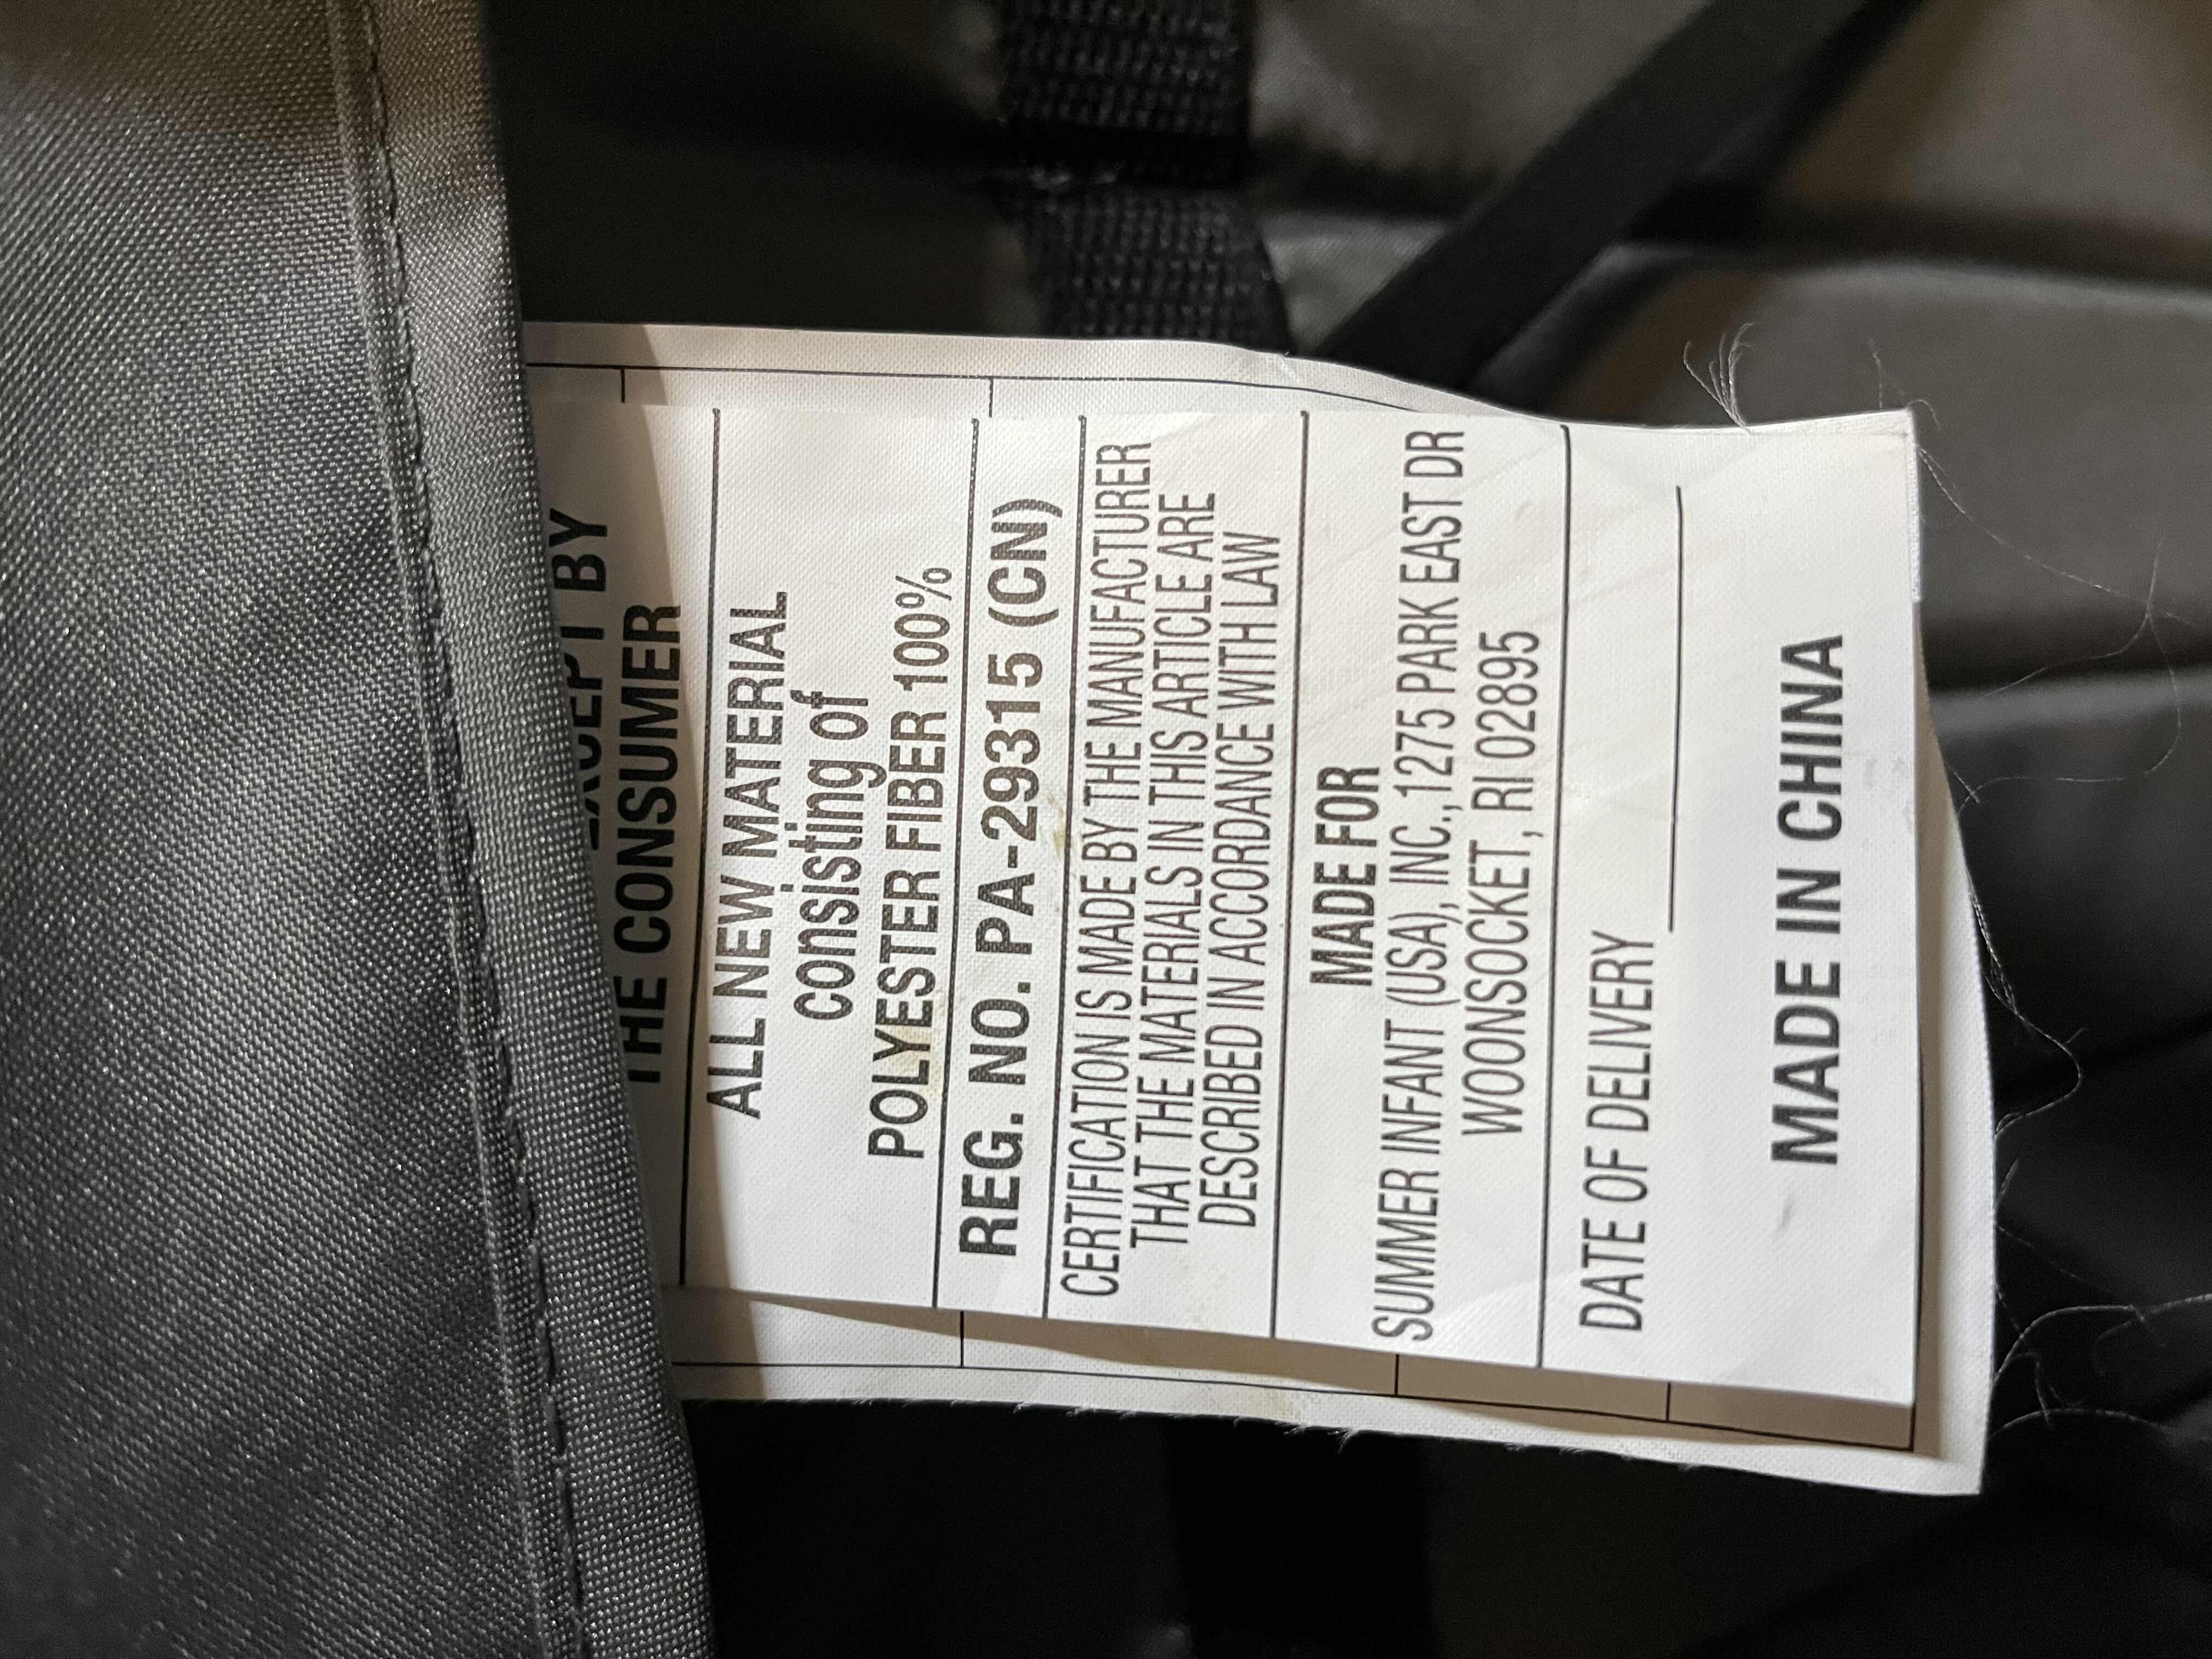 EXCEPT BY
THE CONSUMER
ALL NEW MATERIAL
consisting of
POLYESTER FIBER 100%
REG. NO. PA-29315 (CN)
CERTIFICATION IS MADE BY THE MANUFACTURER
THAT THE MATERIALS IN THIS ARTICLE ARE
DESCRIBED IN ACCORDANCE WITH LAW
MADE FOR
SUMMER INFANT (USA), INC.,1275 PARK EAST DR
WOONSOCKET, RI 02895
DATE OF DELIVERY
MADE IN CHINA